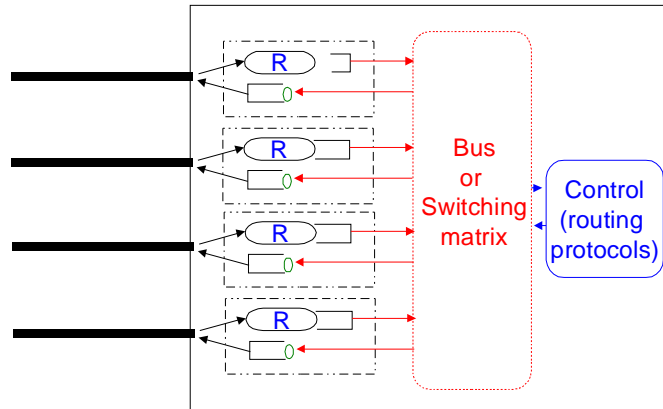 R
R
R
R
Bus
or
Switching
matrix
Control
(routing
protocols)